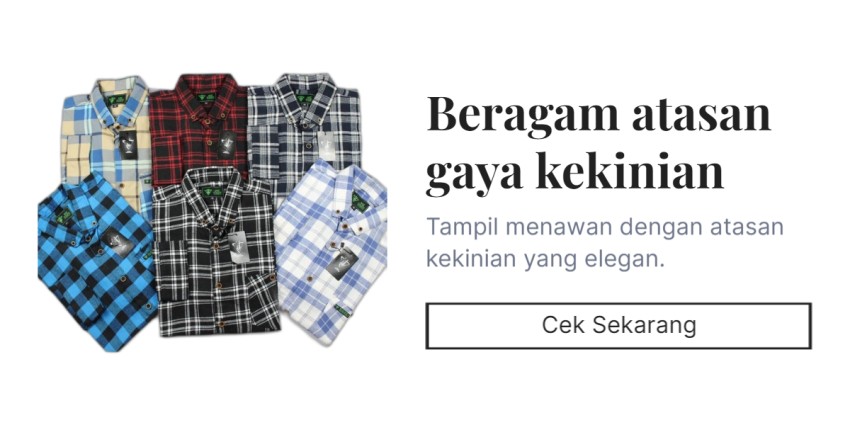 Beragam atasan
gaya kekinian
Tampil menawan dengan atasan
kekinian yang elegan.
Cek Sekarang